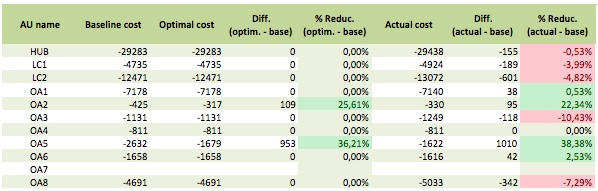 AU name Baseline cost Optimal cost Diff. (optim. - base) % Reduc. (optim. - base) Actual cost Diff. (actual - base) % Reduc. (actual - base)
HUB -29283 -29283 0 0,00% -29438 -155 -0,53%
LC1 -4735 -4735 0 0,00% -4924 -189 -3,99%
LC2 -12471 -12471 0 0,00% -13072 -601 -4,82%
OA1 -7178 -7178 0 0,00% -7140 38 0,53%
OA2 -425 -317 109 25,61% -330 95 22,34%
OA3 -1131 -1131 0 0,00% -1249 -118 -10,43%
OA4 -811 -811 0 0,00% -811 0 0,00%
OA5 -2632 -1679 953 36,21% -1622 1010 38,38%
OA6 -1658 -1658 0 0,00% -1616 42 2,53%
OA7
OA8 -4691 -4691 0 0,00% -5033 -342 -7,29%